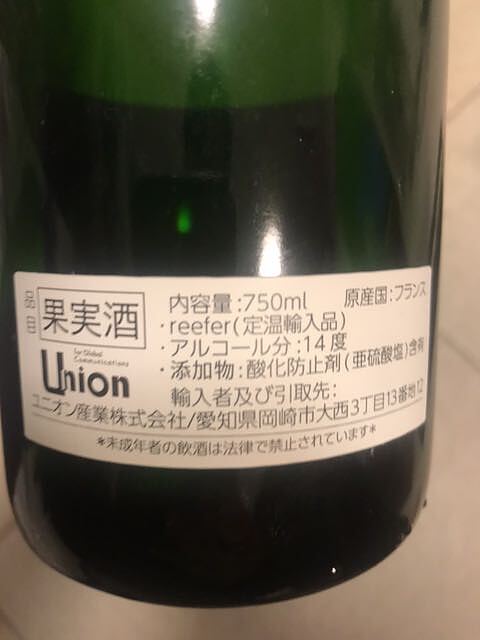 品目 果実酒 内容量:750ml 原産国:フランス
・reefer(定温輸入品)
・アルコール分:14度
・添加物:酸化防止剤(亜硫酸塩)含有
for Global
Communications
Union
輸入者及び引取先:
ユニオン産業株式会社/愛知県岡崎市大西3丁目13番地12
*未成年者の飲酒は法律で禁止されています*